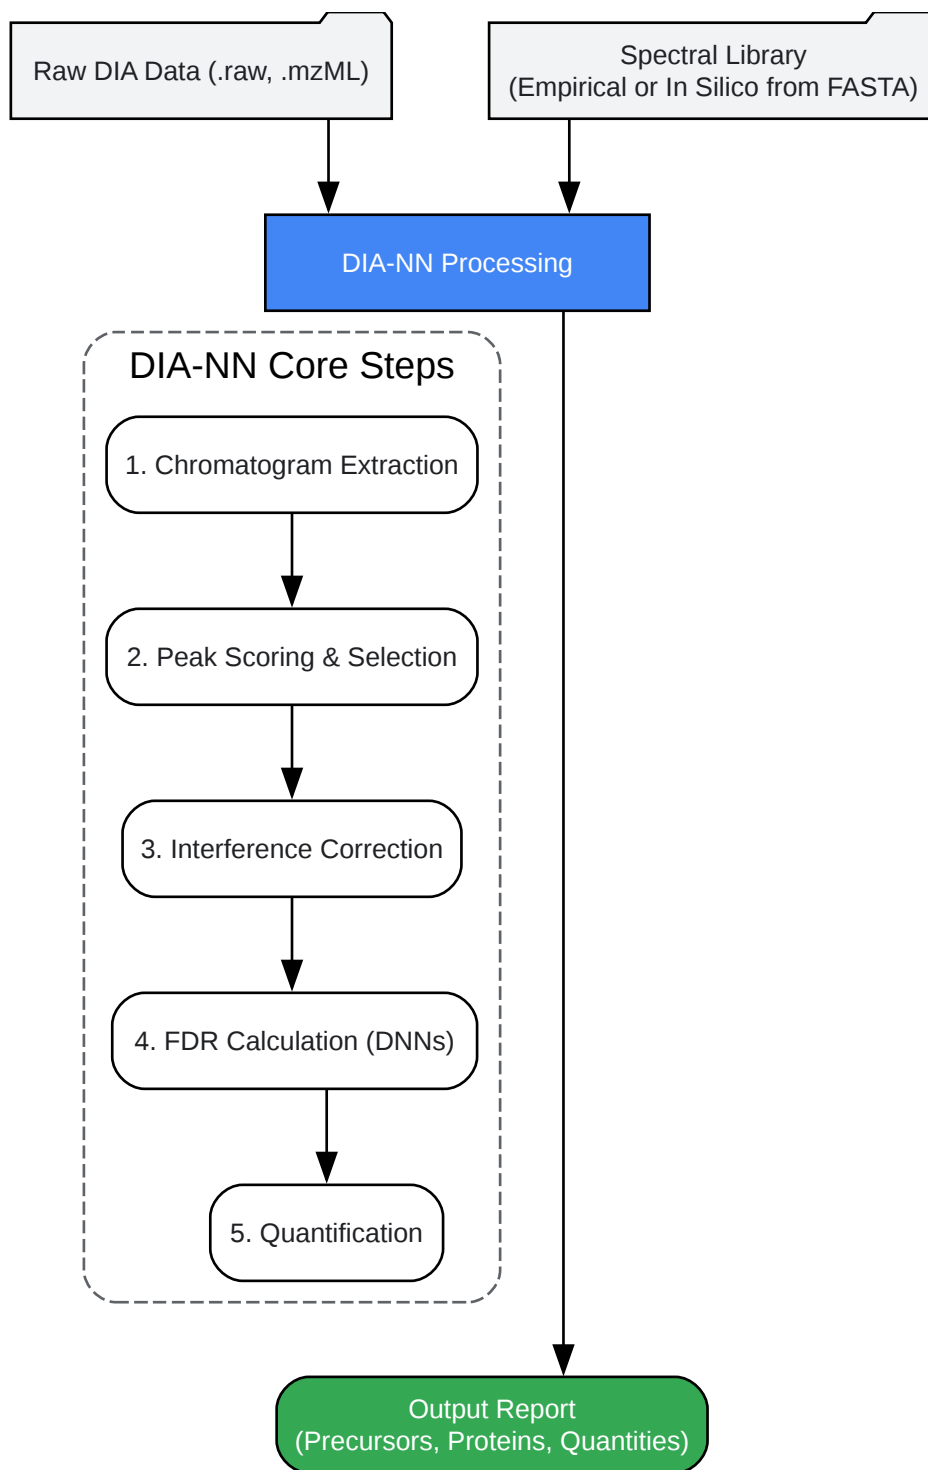 Raw DIA Data (.raw, .mzML)
Spectral Library
(Empirical or In Silico from FASTA)
DIA-NN Processing
DIA-NN Core Steps
1. Chromatogram Extraction
2. Peak Scoring & Selection
3. Interference Correction
4. FDR Calculation (DNNs)
5. Quantification
Output Report
(Precursors, Proteins, Quantities)